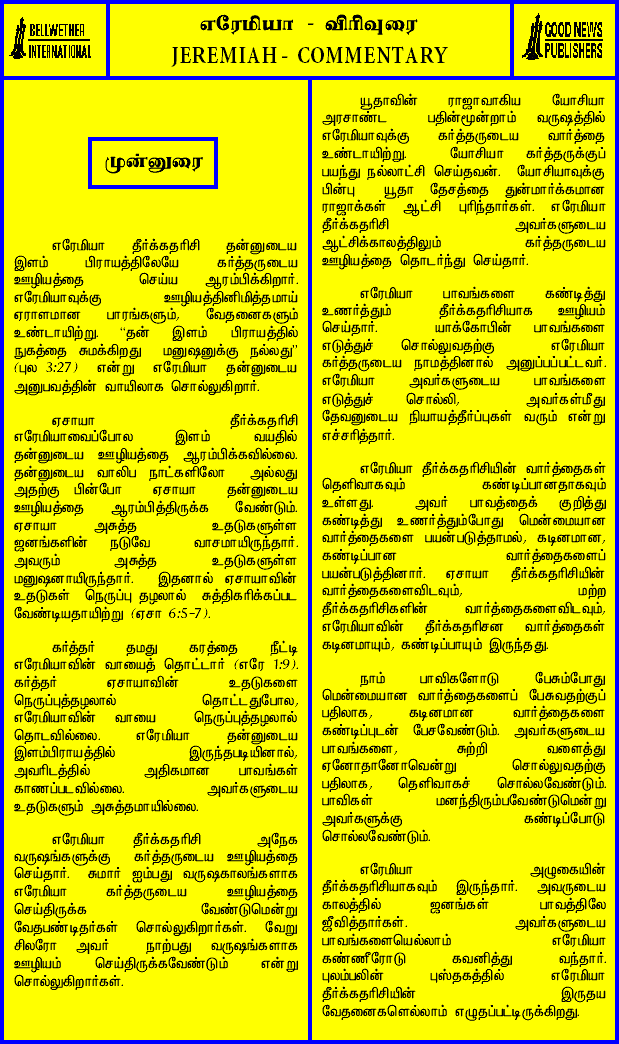 BELLWETHER
INTERNATIONAL
எரேமியா - விரிவுரை
JEREMIAH - COMMENTARY
GOOD NEWS
PUBLISHERS
முன்னுரை
எரேமியா தீர்க்கதரிசி தன்னுடைய
இளம் பிராயத்திலேயே கர்த்தருடைய
ஊழியத்தை செய்ய ஆரம்பிக்கிறார்.
எரேமியாவுக்கு ஊழியத்தினிமித்தமாய்
ஏராளமான பாரங்களும், வேதனைகளும்
உண்டாயிற்று. “தன் இளம் பிராயத்தில்
நுகத்தை சுமக்கிறது மனுஷனுக்கு நல்லது”
(புல 3:27) என்று எரேமியா தன்னுடைய
அனுபவத்தின் வாயிலாக சொல்லுகிறார்.
ஏசாயா தீர்க்கதரிசி
எரேமியாவைப்போல இளம் வயதில்
தன்னுடைய ஊழியத்தை ஆரம்பிக்கவில்லை.
தன்னுடைய வாலிப நாட்களிலோ அல்லது
அதற்கு பின்போ ஏசாயா தன்னுடைய
ஊழியத்தை ஆரம்பித்திருக்க வேண்டும்.
ஏசாயா அசுத்த உதடுகளுள்ள
ஜனங்களின் நடுவே வாசமாயிருந்தார்.
அவரும் அசுத்த உதடுகளுள்ள
மனுஷனாயிருந்தார். இதனால் ஏசாயாவின்
உதடுகள் நெருப்பு தழலால் சுத்திகரிக்கப்பட
வேண்டியதாயிற்று (ஏசா 6:5-7).
கர்த்தர் தமது கரத்தை நீட்டி
எரேமியாவின் வாயைத் தொட்டார் (எரே 1:9).
கர்த்தர் ஏசாயாவின் உதடுகளை
நெருப்புத்தழலால் தொட்டதுபோல,
எரேமியாவின் வாயை நெருப்புத்தழலால்
தொடவில்லை. எரேமியா தன்னுடைய
இளம்பிராயத்தில் இருந்தபடியினால்,
அவரிடத்தில் அதிகமான பாவங்கள்
காணப்படவில்லை. அவர்களுடைய
உதடுகளும் அசுத்தமாயில்லை.
எரேமியா தீர்க்கதரிசி அநேக
வருஷங்களுக்கு கர்த்தருடைய ஊழியத்தை
செய்தார். சுமார் ஐம்பது வருஷகாலங்களாக
எரேமியா கர்த்தருடைய ஊழியத்தை
செய்திருக்க வேண்டுமென்று
வேதபண்டிதர்கள் சொல்லுகிறார்கள். வேறு
சிலரோ அவர் நாற்பது வருஷங்களாக
ஊழியம் செய்திருக்கவேண்டும் என்று
சொல்லுகிறார்கள்.
யூதாவின் ராஜாவாகிய யோசியா
அரசாண்ட பதின்மூன்றாம் வருஷத்தில்
எரேமியாவுக்கு கர்த்தருடைய வார்த்தை
உண்டாயிற்று. யோசியா கர்த்தருக்குப்
பயந்து நல்லாட்சி செய்தவன். யோசியாவுக்கு
பின்பு யூதா தேசத்தை துன்மார்க்கமான
ராஜாக்கள் ஆட்சி புரிந்தார்கள். எரேமியா
தீர்க்கதரிசி அவர்களுடைய
ஆட்சிக்காலத்திலும் கர்த்தருடைய
ஊழியத்தை தொடர்ந்து செய்தார்.
எரேமியா பாவங்களை கண்டித்து
உணர்த்தும் தீர்க்கதரிசியாக ஊழியம்
செய்தார். யாக்கோபின் பாவங்களை
எடுத்துச் சொல்லுவதற்கு எரேமியா
கர்த்தருடைய நாமத்தினால் அனுப்பப்பட்டவர்.
எரேமியா அவர்களுடைய பாவங்களை
எடுத்துச் சொல்லி, அவர்கள்மீது
தேவனுடைய நியாயத்தீர்ப்புகள் வரும் என்று
எச்சரித்தார்.
எரேமியா தீர்க்கதரிசியின் வார்த்தைகள்
தெளிவாகவும் கண்டிப்பானதாகவும்
உள்ளது. அவர் பாவத்தைக் குறித்து
கண்டித்து உணர்த்தும்போது மென்மையான
வார்த்தைகளை பயன்படுத்தாமல், கடினமான,
கண்டிப்பான வார்த்தைகளைப்
பயன்படுத்தினார். ஏசாயா தீர்க்கதரிசியின்
வார்த்தைகளைவிடவும், மற்ற
தீர்க்கதரிசிகளின் வார்த்தைகளைவிடவும்,
எரேமியாவின் தீர்க்கதரிசன வார்த்தைகள்
கடினமாயும், கண்டிப்பாயும் இருந்தது.
நாம் பாவிகளோடு பேசும்போது
மென்மையான வார்த்தைகளைப் பேசுவதற்குப்
பதிலாக, கடினமான வார்த்தைகளை
கண்டிப்புடன் பேசவேண்டும். அவர்களுடைய
பாவங்களை, சுற்றி வளைத்து
ஏனோதானோவென்று சொல்லுவதற்கு
பதிலாக, தெளிவாகச் சொல்லவேண்டும்.
பாவிகள் மனந்திரும்பவேண்டுமென்று
அவர்களுக்கு கண்டிப்போடு
சொல்லவேண்டும்.
எரேமியா அழுகையின்
தீர்க்கதரிசியாகவும் இருந்தார். அவருடைய
காலத்தில் ஜனங்கள் பாவத்திலே
ஜீவித்தார்கள். அவர்களுடைய
பாவங்களையெல்லாம் எரேமியா
கண்ணீரோடு கவனித்து வந்தார்.
புலம்பலின் புஸ்தகத்தில் எரேமியா
தீர்க்கதரிசியின் இருதய
வேதனைகளெல்லாம் எழுதப்பட்டிருக்கிறது.